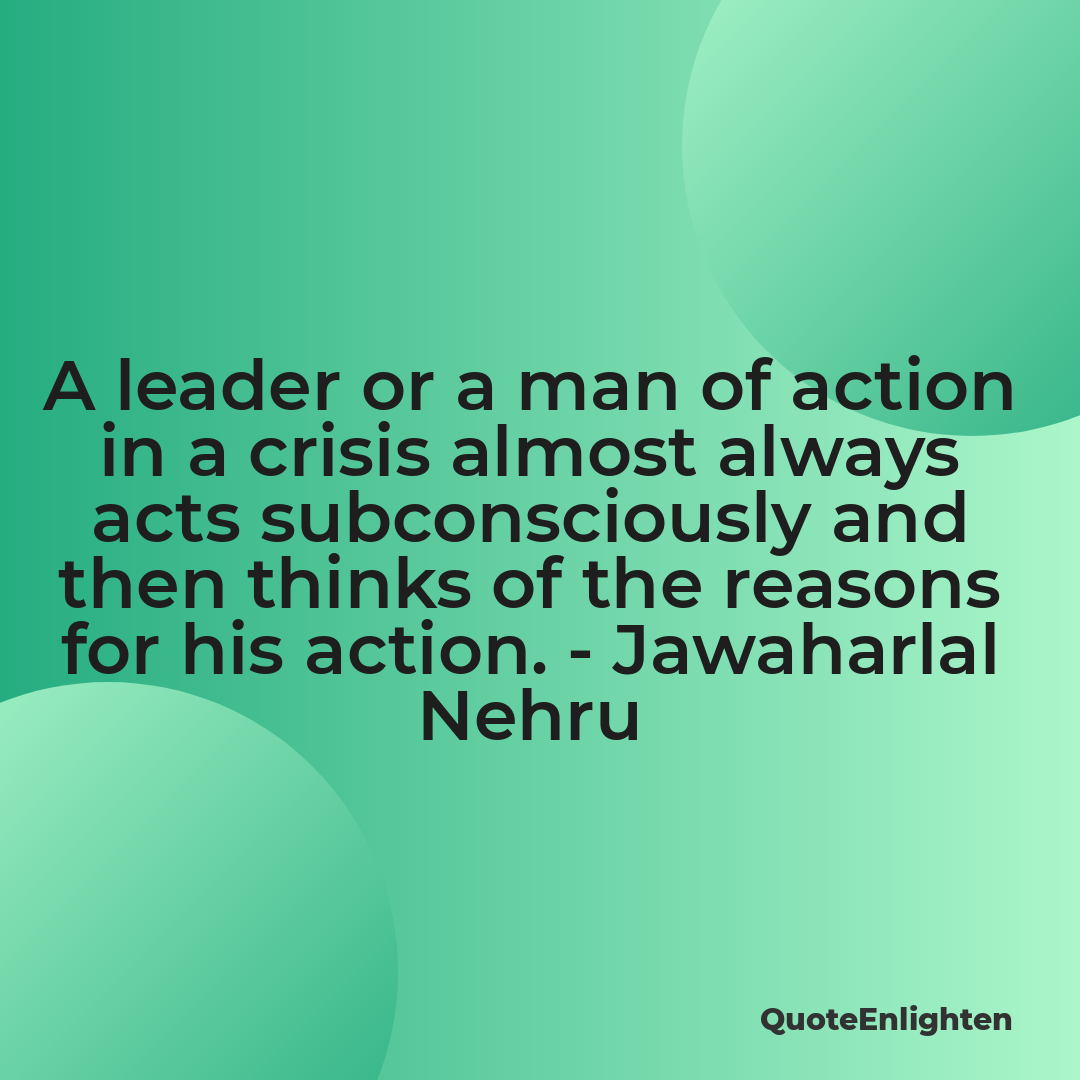 A leader or a man of action
in a crisis almost always
acts subconsciously and
then thinks of the reasons
for his action. - Jawaharlal
Nehru
QuoteEnlighten